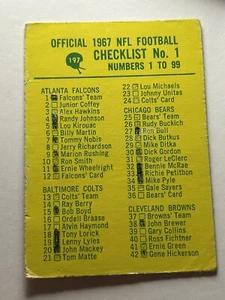 OFFICIAL 1967 NFL FOOTBALL
197
CHECKLIST No. 1
NUMBERS 1 TO 99
ATLANTA FALCONS
1 Falcons' Team
2 Junior Coffey
3 Alex Hawkins
4 Randy Johnson
5 Lou Kirouac
6 Billy Martin
7 Tommy Nobis
8 Jerry Richardson
9 Marion Rushing
10 Ron Smith
11 Ernie Wheelwright
12 Falcons' Card
BALTIMORE COLTS
13 Colts' Team
14 Ray Berry
15 Bob Boyd
16 Ordell Braase
17 Alvin Haymond
18 Tony Lorick
19 Lenny Lyles
20 John Mackey
21 Tom Matte
22 Lou Michaels
23 Johnny Unitas
24 Colts' Card
CHICAGO BEARS
25 Bears' Team
26 Rudy Bukich
27 Ron Bull
28 Dick Butkus
29 Mike Ditka
30 Dick Gordon
31 Roger LeClerc
32 Bennie McRae
33 Richie Petitbon
34 Mike Pyle
35 Gale Sayers
36 Bears' Card
CLEVELAND BROWNS
37 Browns' Team
38 John Brewer
39 Gary Collins
40 Ross Fichtner
41 Ernie Green
42 Gene Hickerson